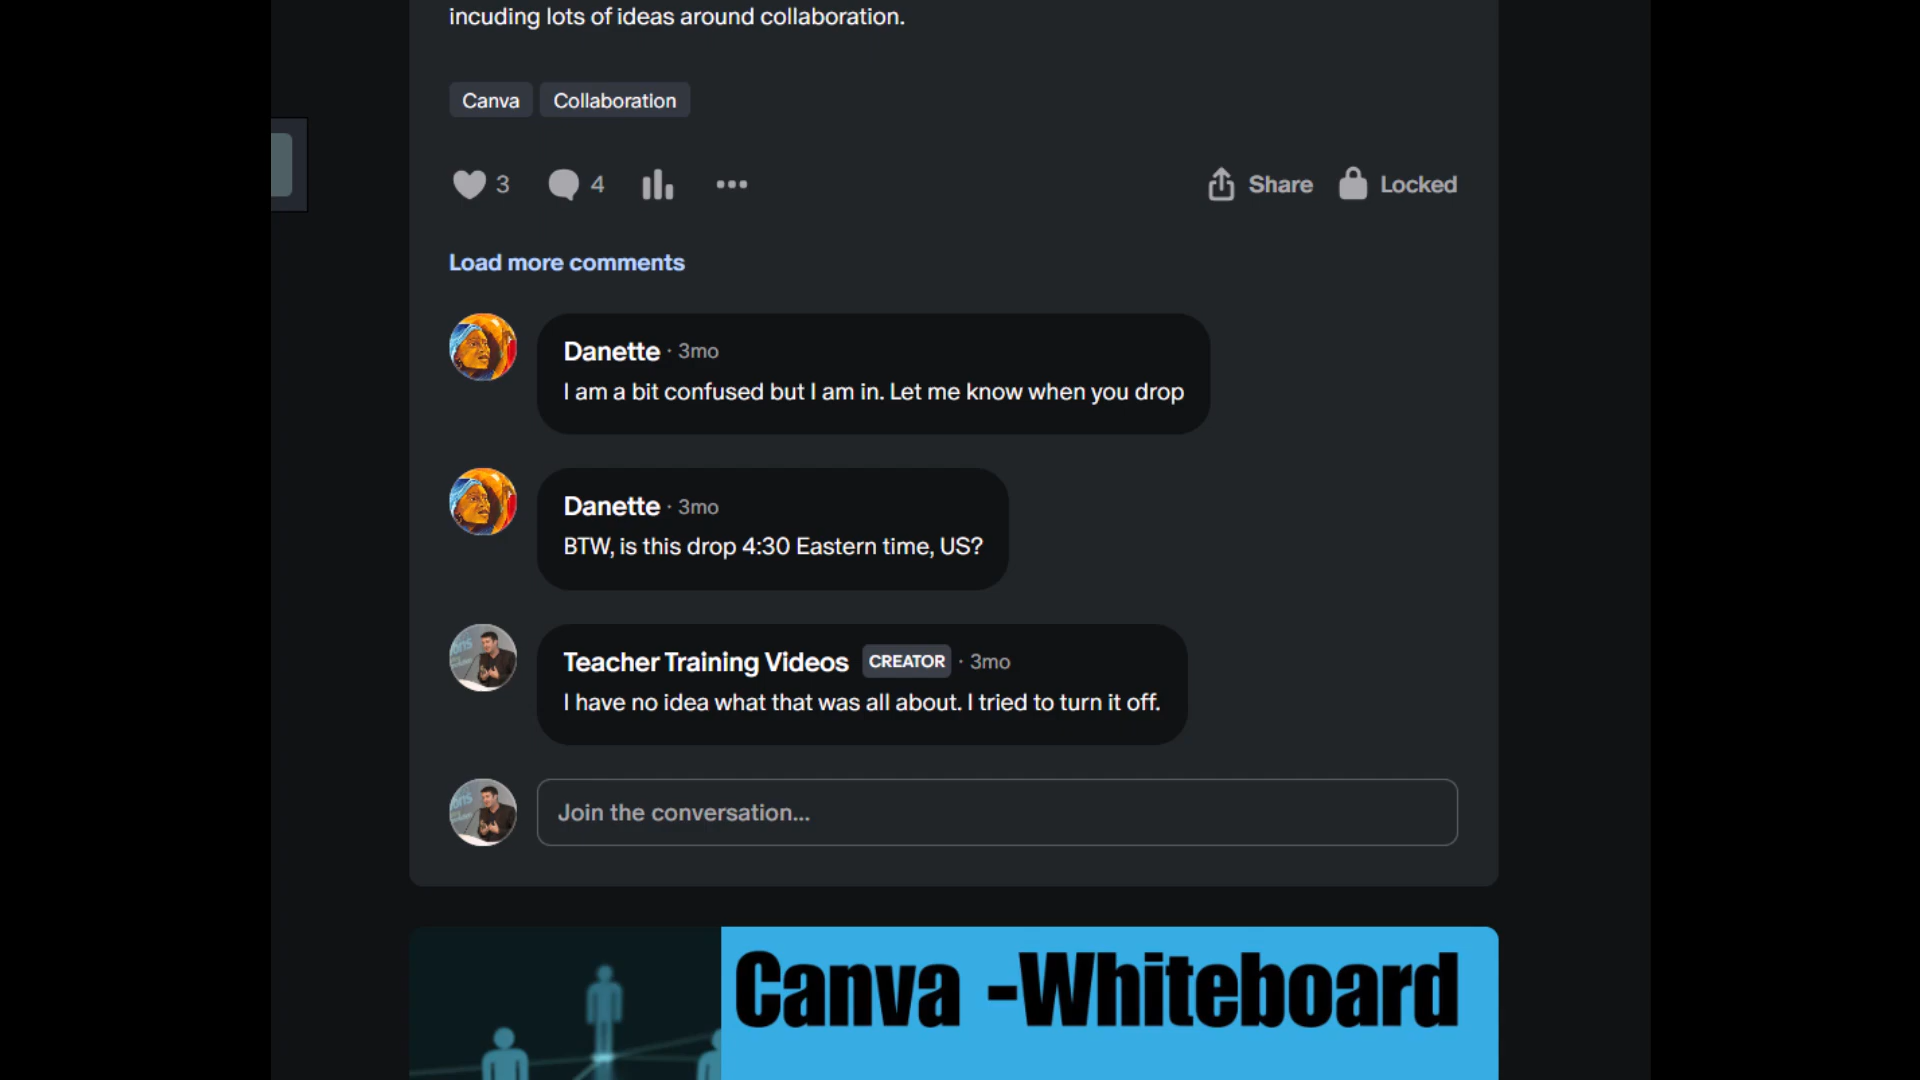 incuding lots of ideas around collaboration.
Canva Collaboration
3 4 Share Locked
Load more comments
Danette · 3mo
I am a bit confused but I am in. Let me know when you drop
Danette · 3mo
BTW, is this drop 4:30 Eastern time, US?
Teacher Training Videos CREATOR · 3mo
I have no idea what that was all about. I tried to turn it off.
Join the conversation...
Canva -Whiteboard